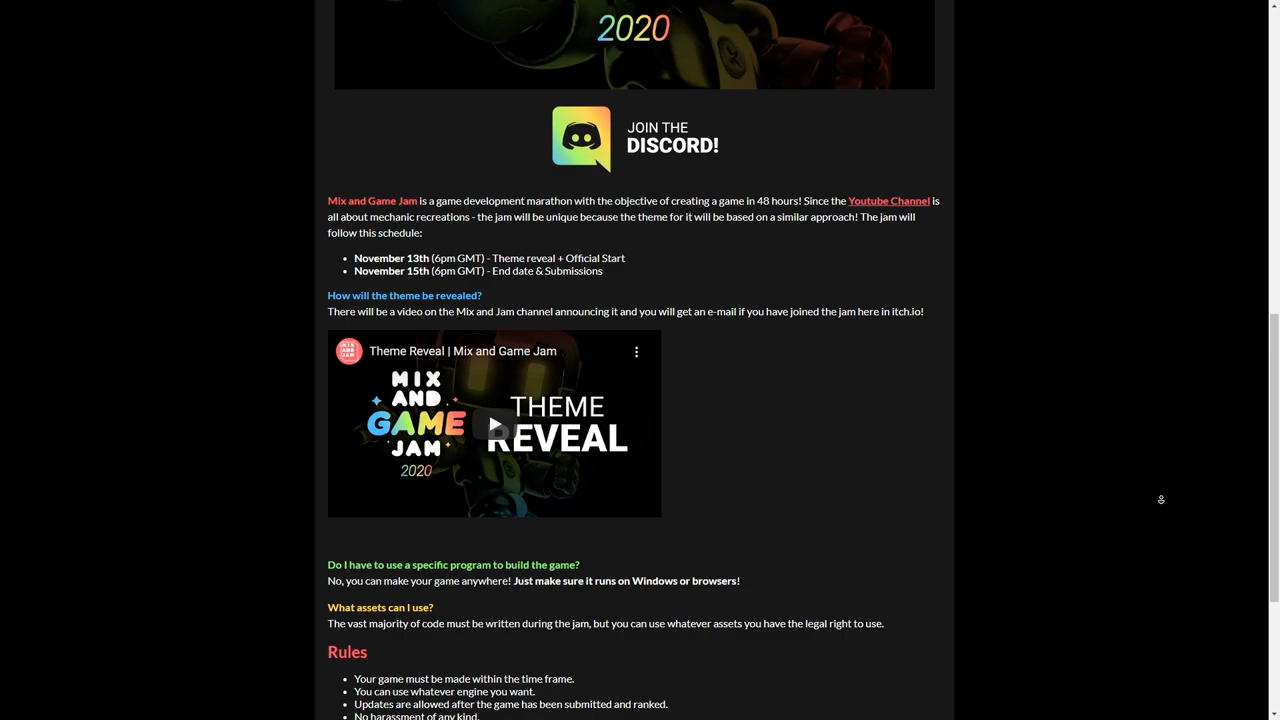 2020
JOIN THE
DISCORD!
Mix and Game Jam is a game development marathon with the objective of creating a game in 48 hours! Since the Youtube Channel is
all about mechanic recreations - the jam will be unique because the theme for it will be based on a similar approach! The jam will
follow this schedule:
November 13th (6pm GMT) - Theme reveal + Official Start
November 15th (6pm GMT) - End date & Submissions
How will the theme be revealed?
There will be a video on the Mix and Jam channel announcing it and you will get an e-mail if you have joined the jam here in itch.io!
MIX
AND
JAM
Theme Reveal | Mix and Game Jam
MIX
AND
GAME
JAM
2020
THEME
REVEAL
Do I have to use a specific program to build the game?
No, you can make your game anywhere! Just make sure it runs on Windows or browsers!
What assets can I use?
The vast majority of code must be written during the jam, but you can use whatever assets you have the legal right to use.
Rules
Your game must be made within the time frame.
You can use whatever engine you want.
Updates are allowed after the game has been submitted and ranked.
No harassment of any kind.